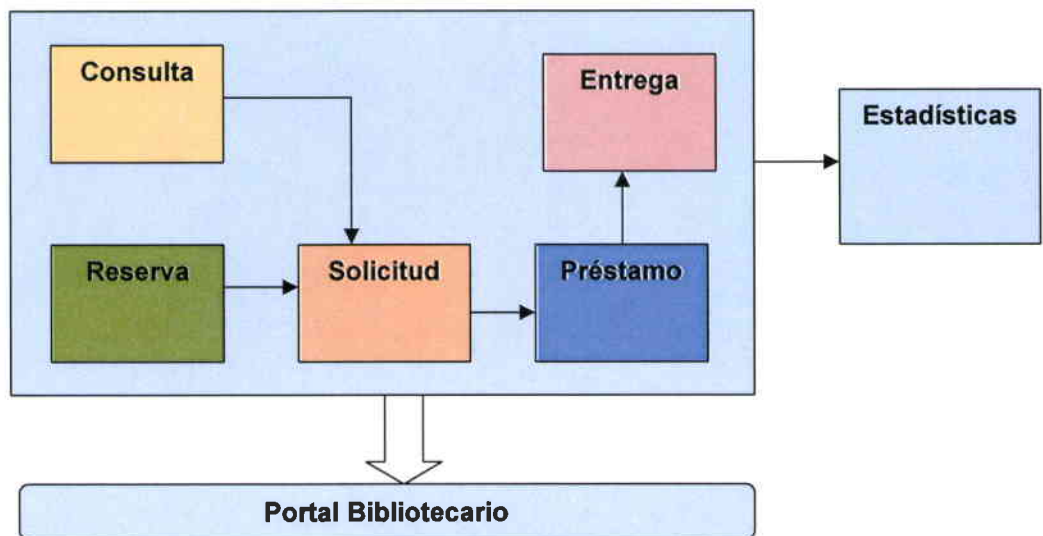 Consulta
Entrega
Estadísticas
Reserva
Solicitud
Préstamo
Portal Bibliotecario